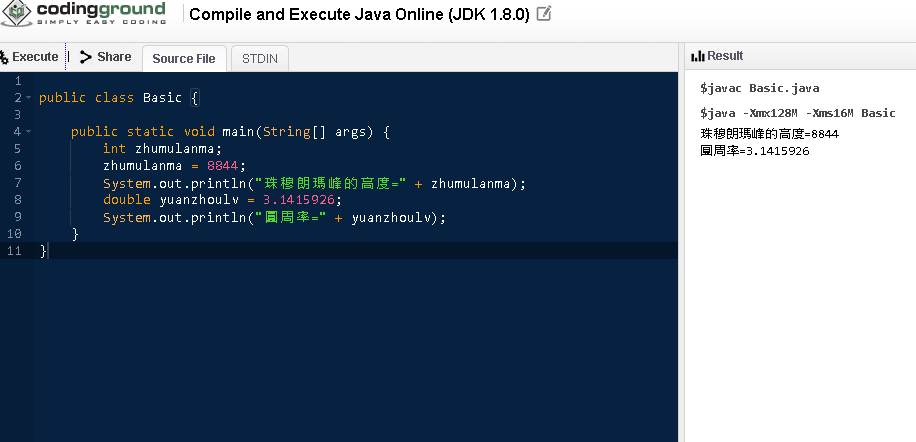 codingground
SIMPLY EASY CODING
Compile and Execute Java Online (JDK 1.8.0)
Execute | Share Source File STDIN
Result
1
2 public class Basic {
3
4 public static void main(String[] args) {
5 int zhumulanma;
6 zhumulanma = 8844;
7 System.out.println("珠穆朗瑪峰的高度=" + zhumulanma);
8 double yuanzhoulv = 3.1415926;
9 System.out.println("圓周率=" + yuanzhoulv);
10 }
11 }
$javac Basic.java
$java -Xmx128M -Xms16M Basic
珠穆朗瑪峰的高度=8844
圓周率=3.1415926